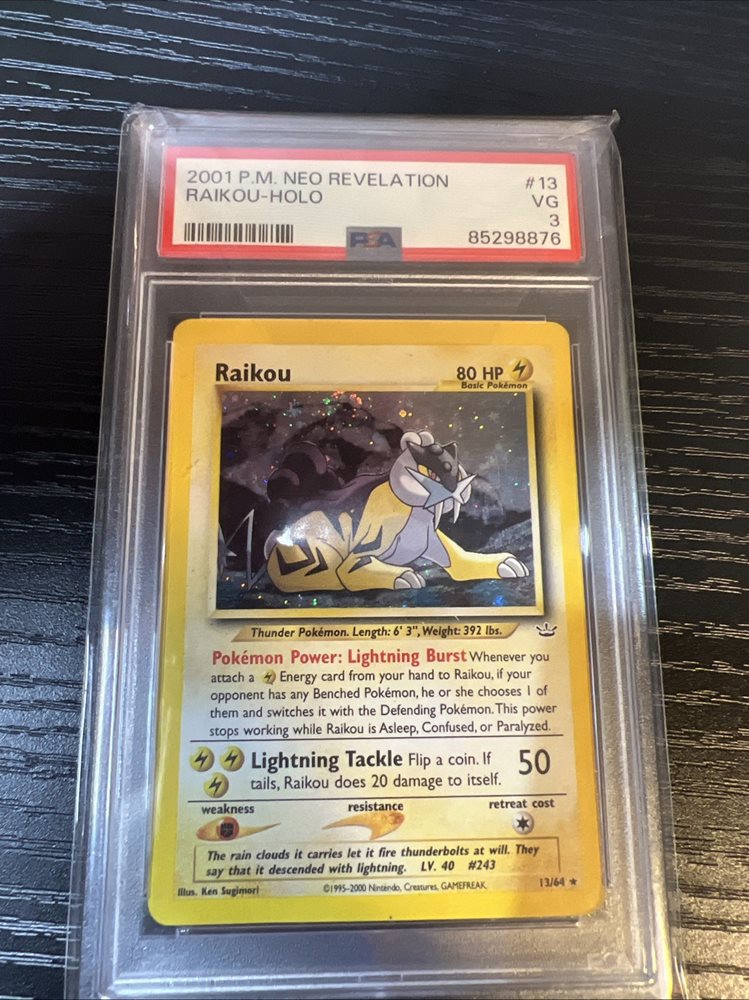 2001 P.M. NEO REVELATION #13
RAIKOU-HOLO VG
3
PSA 85298876
Raikou 80 HP
Basic Pokémon
Thunder Pokémon. Length: 6' 3", Weight: 392 lbs.
Pokémon Power: Lightning Burst Whenever you
attach a Energy card from your hand to Raikou, if your
opponent has any Benched Pokémon, he or she chooses 1 of
them and switches it with the Defending Pokémon. This power
stops working while Raikou is Asleep, Confused, or Paralyzed.
Lightning Tackle Flip a coin. If 50
tails, Raikou does 20 damage to itself.
weakness resistance retreat cost
The rain clouds it carries let it fire thunderbolts at will. They
say that it descended with lightning. LV. 40 #243
Illus. Ken Sugimori ©1995-2000 Nintendo, Creatures, GAMEFREAK. 13/64 ★